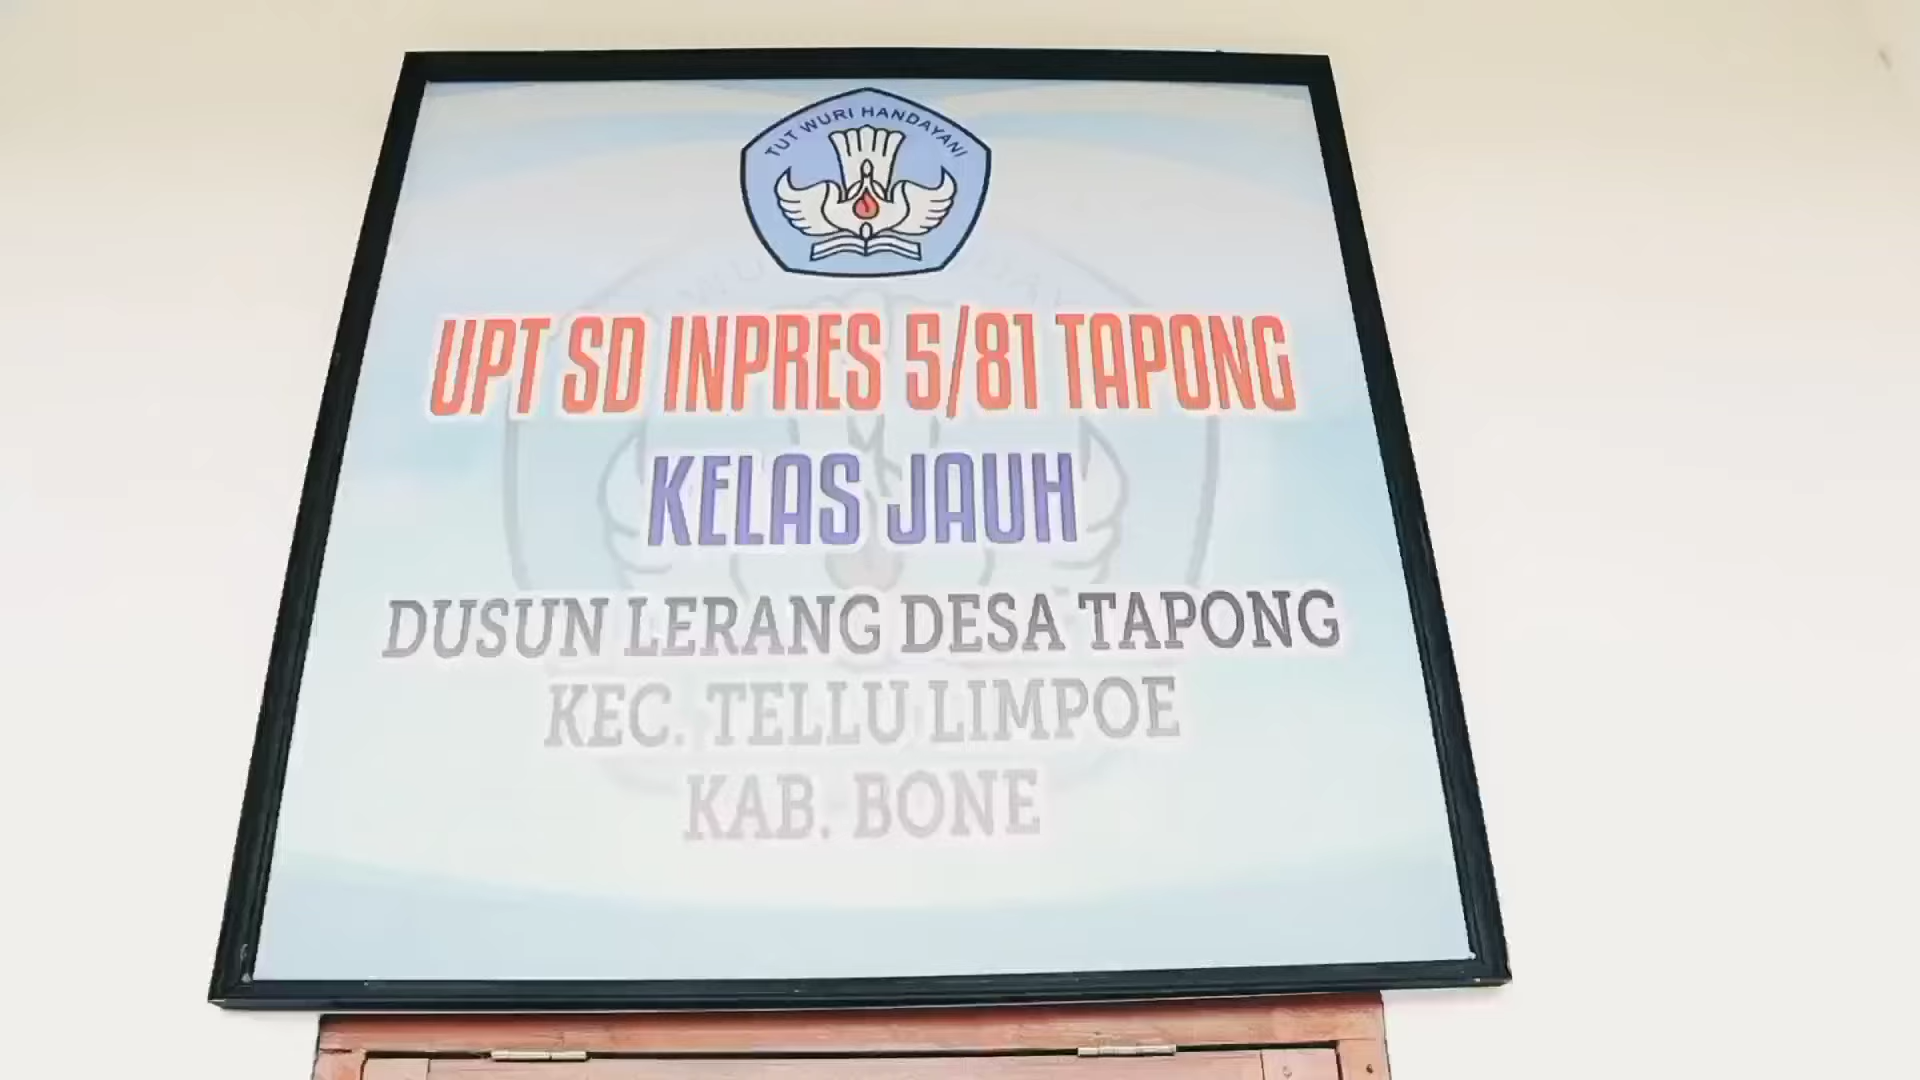 TUT WURI HANDAYANI
UPT SD INPRES 5/81 TAPONG
KELAS JAUH
DUSUN LERANG DESA TAPONG
KEC. TELLU LIMPOE
KAB. BONE